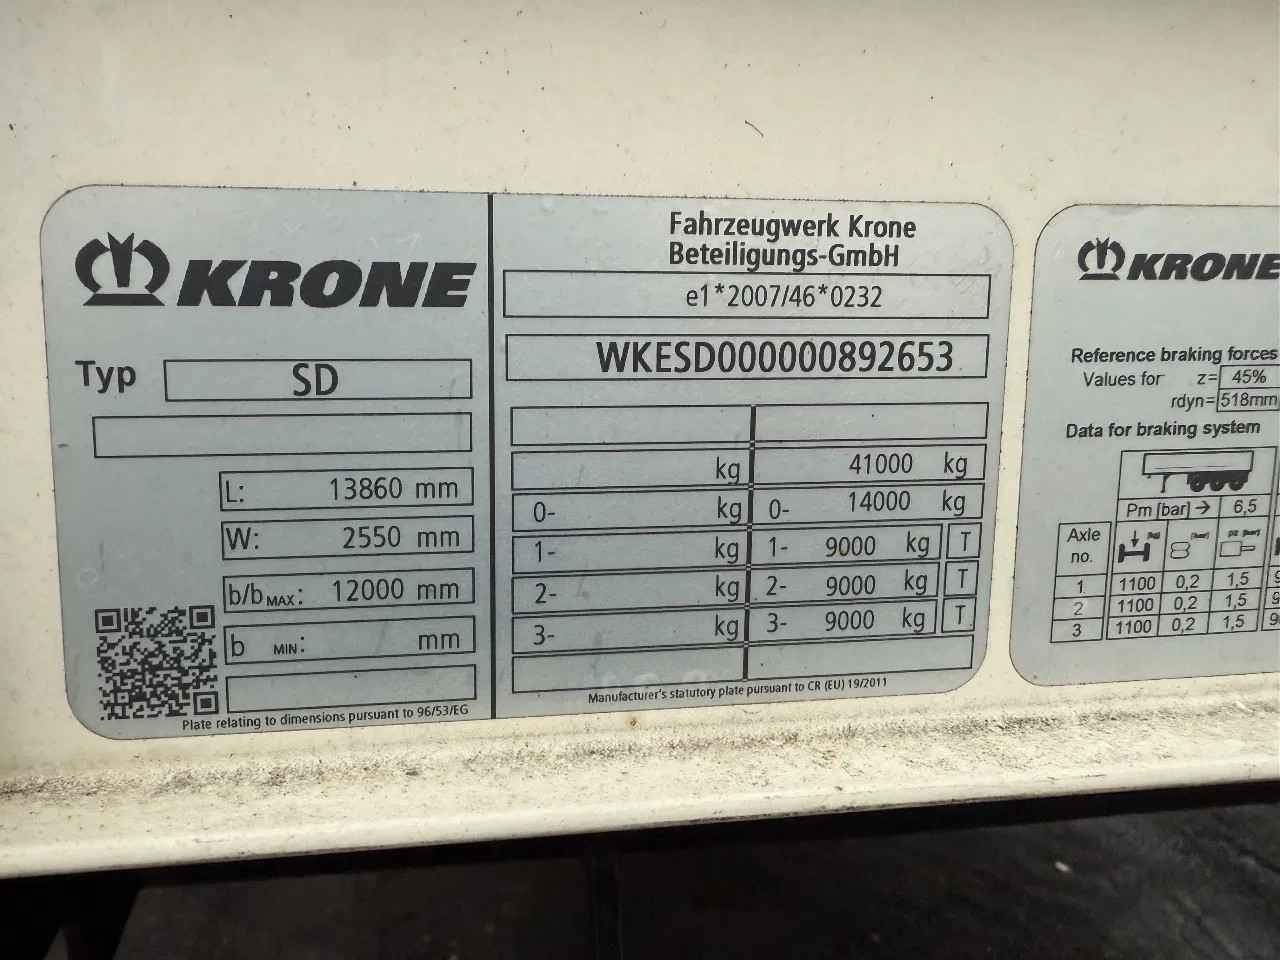 KRONE
Typ SD
L: 13860 mm
W: 2550 mm
b/b MAX: 12000 mm
b MIN: mm
Plate relating to dimensions pursuant to 96/53/EG
Fahrzeugwerk Krone
Beteiligungs-GmbH
e1*2007/46*0232
WKESD000000892653
kg 41000 kg
0- kg 0- 14000 kg
1- kg 1- 9000 kg T
2- kg 2- 9000 kg T
3- kg 3- 9000 kg T
Manufacturer's statutory plate pursuant to CR (EU) 19/2011
KRONE
Reference braking forces
Values for z= 45%
rdyn= 518mm
Data for braking system
Pm [bar] → 6,5
Axle
no.
1 1100 0,2 1,5
2 1100 0,2 1,5
3 1100 0,2 1,5